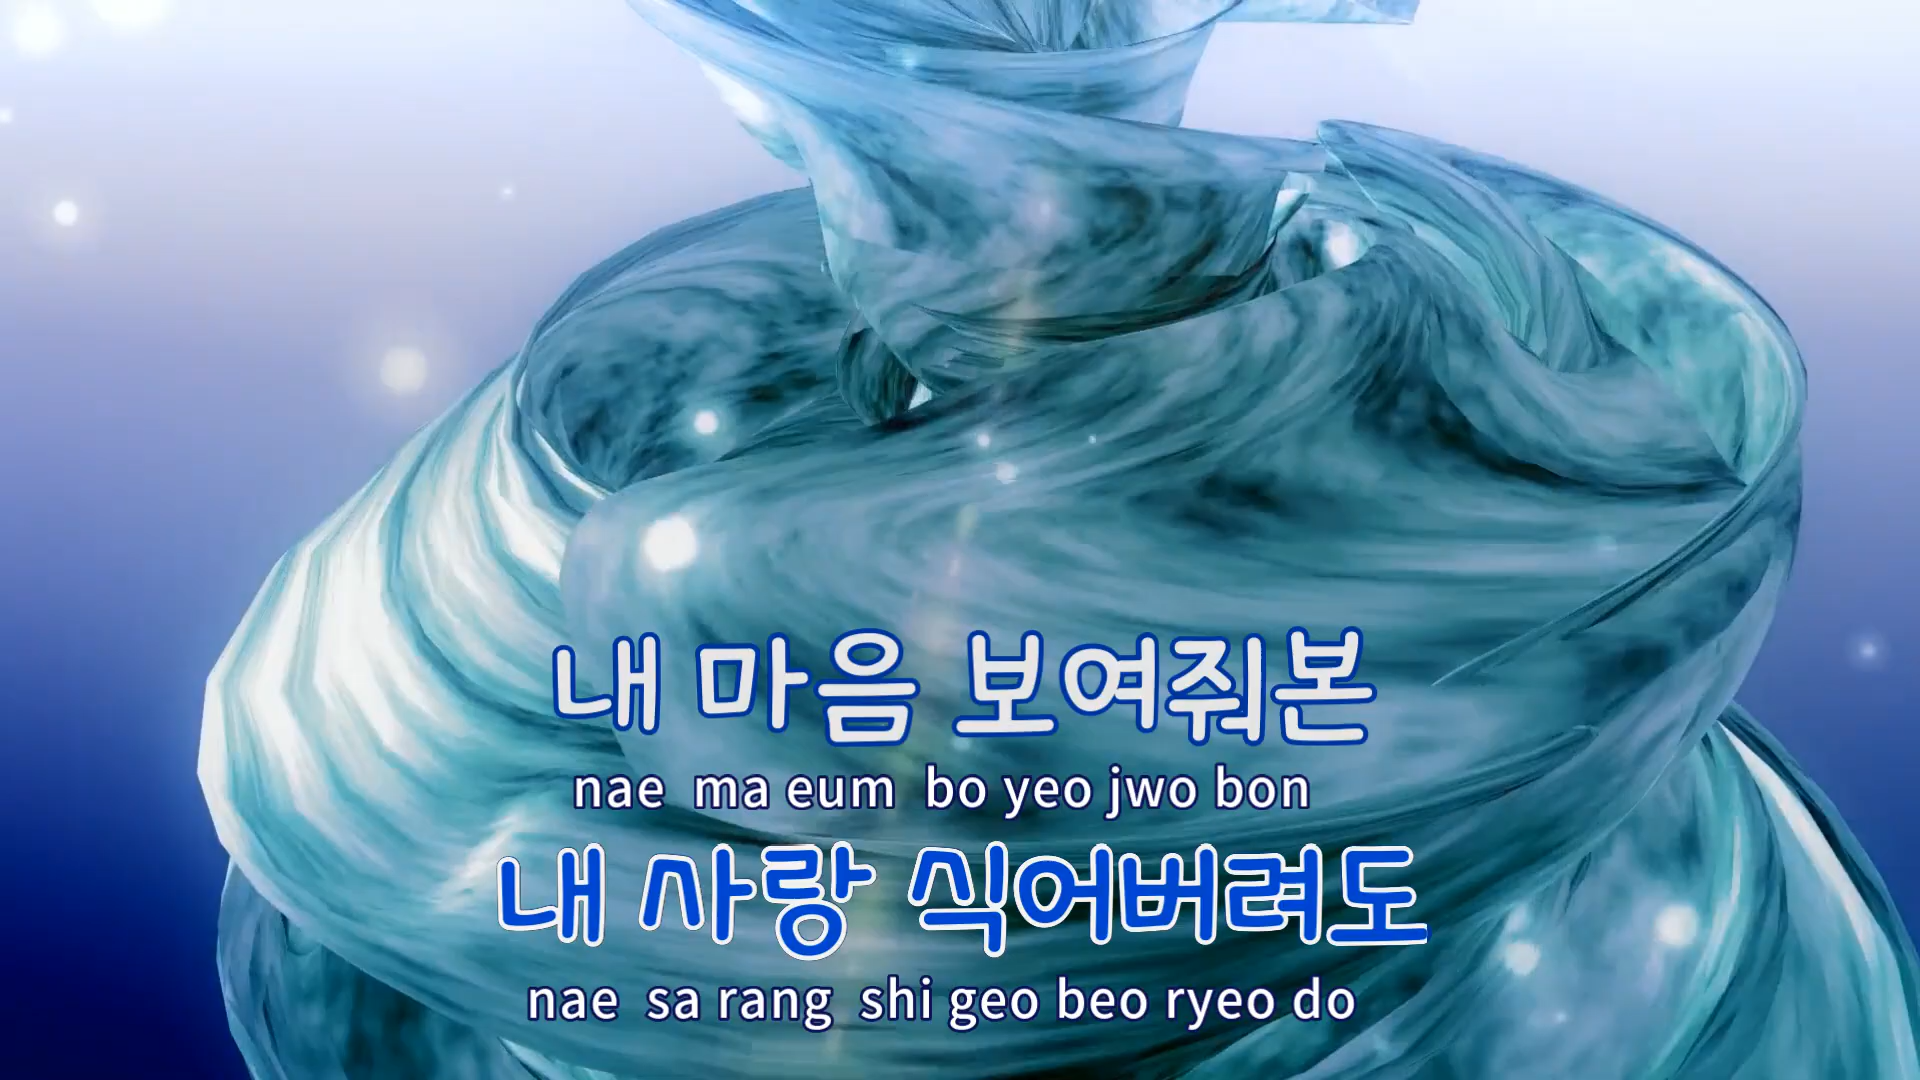 내 마음 보여줘본
nae ma eum bo yeo jwo bon
내 사랑 식어버려도
nae sa rang shi geo beo ryeo do